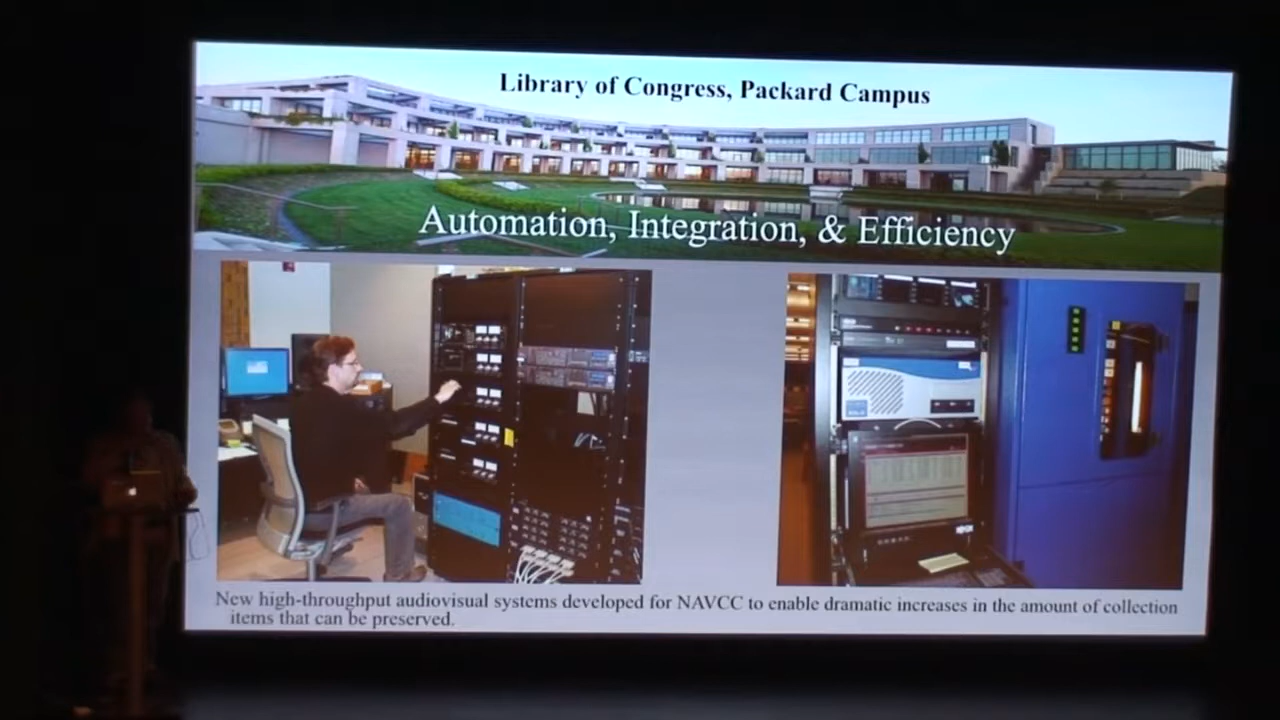 Library of Congress, Packard Campus
Automation, Integration, & Efficiency
New high-throughput audiovisual systems developed for NAVCC to enable dramatic increases in the amount of collection
items that can be preserved.